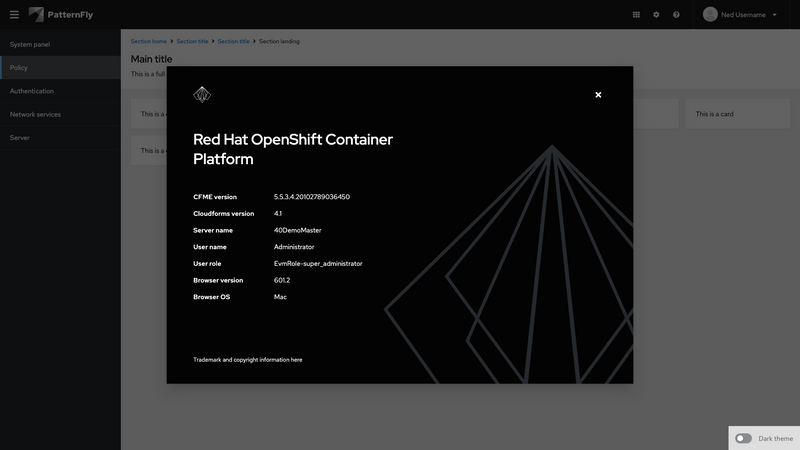 PatternFly
Ned Username
System panel
Policy
Authentication
Network services
Server
Section home > Section title > Section title > Section landing
Main title
This is a full
This is a
This is a card
This is a
Red Hat OpenShift Container
Platform
CFME version 5.5.3.4.20102789036450
Cloudforms version 4.1
Server name 40DemoMaster
User name Administrator
User role EvmRole-super_administrator
Browser version 601.2
Browser OS Mac
Trademark and copyright information here
Dark theme